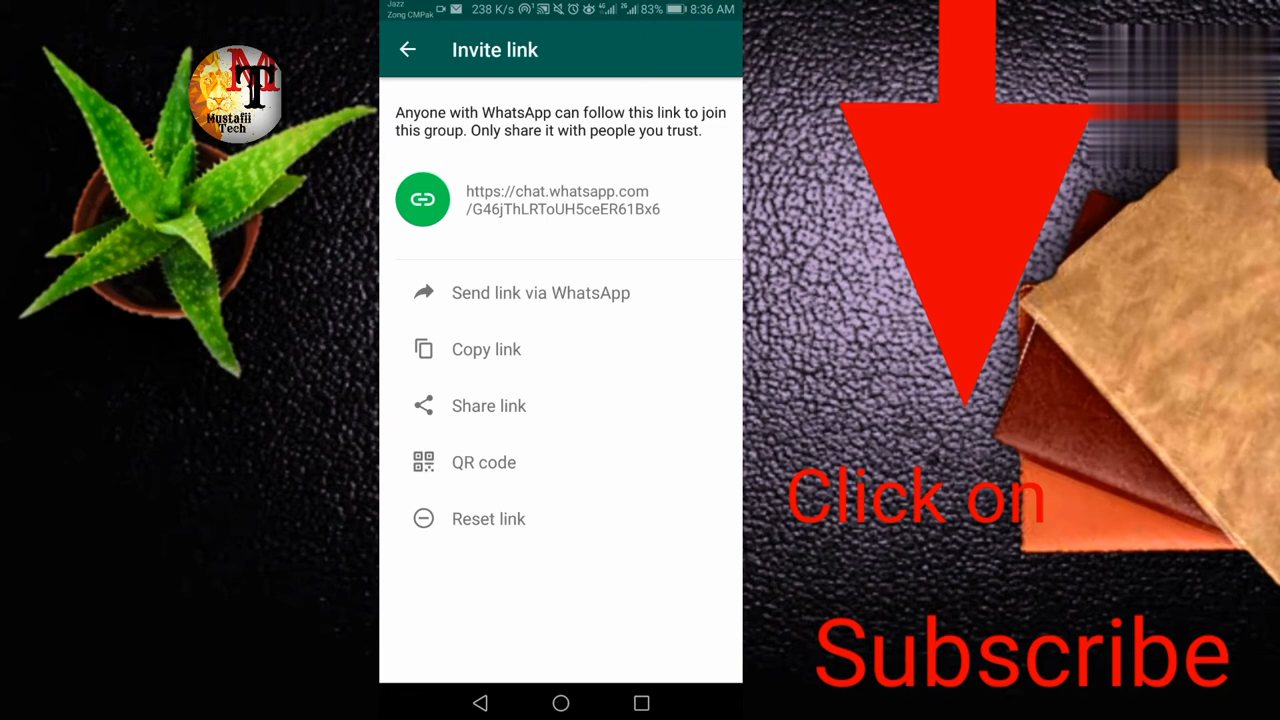 Jazz
Zong CMPak
238 K/s
83%
8:36 AM
Invite link
Anyone with WhatsApp can follow this link to join
this group. Only share it with people you trust.
https://chat.whatsapp.com
/G46jThLRToUH5ceER61Bx6
Send link via WhatsApp
Copy link
Share link
QR code
Reset link
MT
Mustafii
Tech
Click on
Subscribe